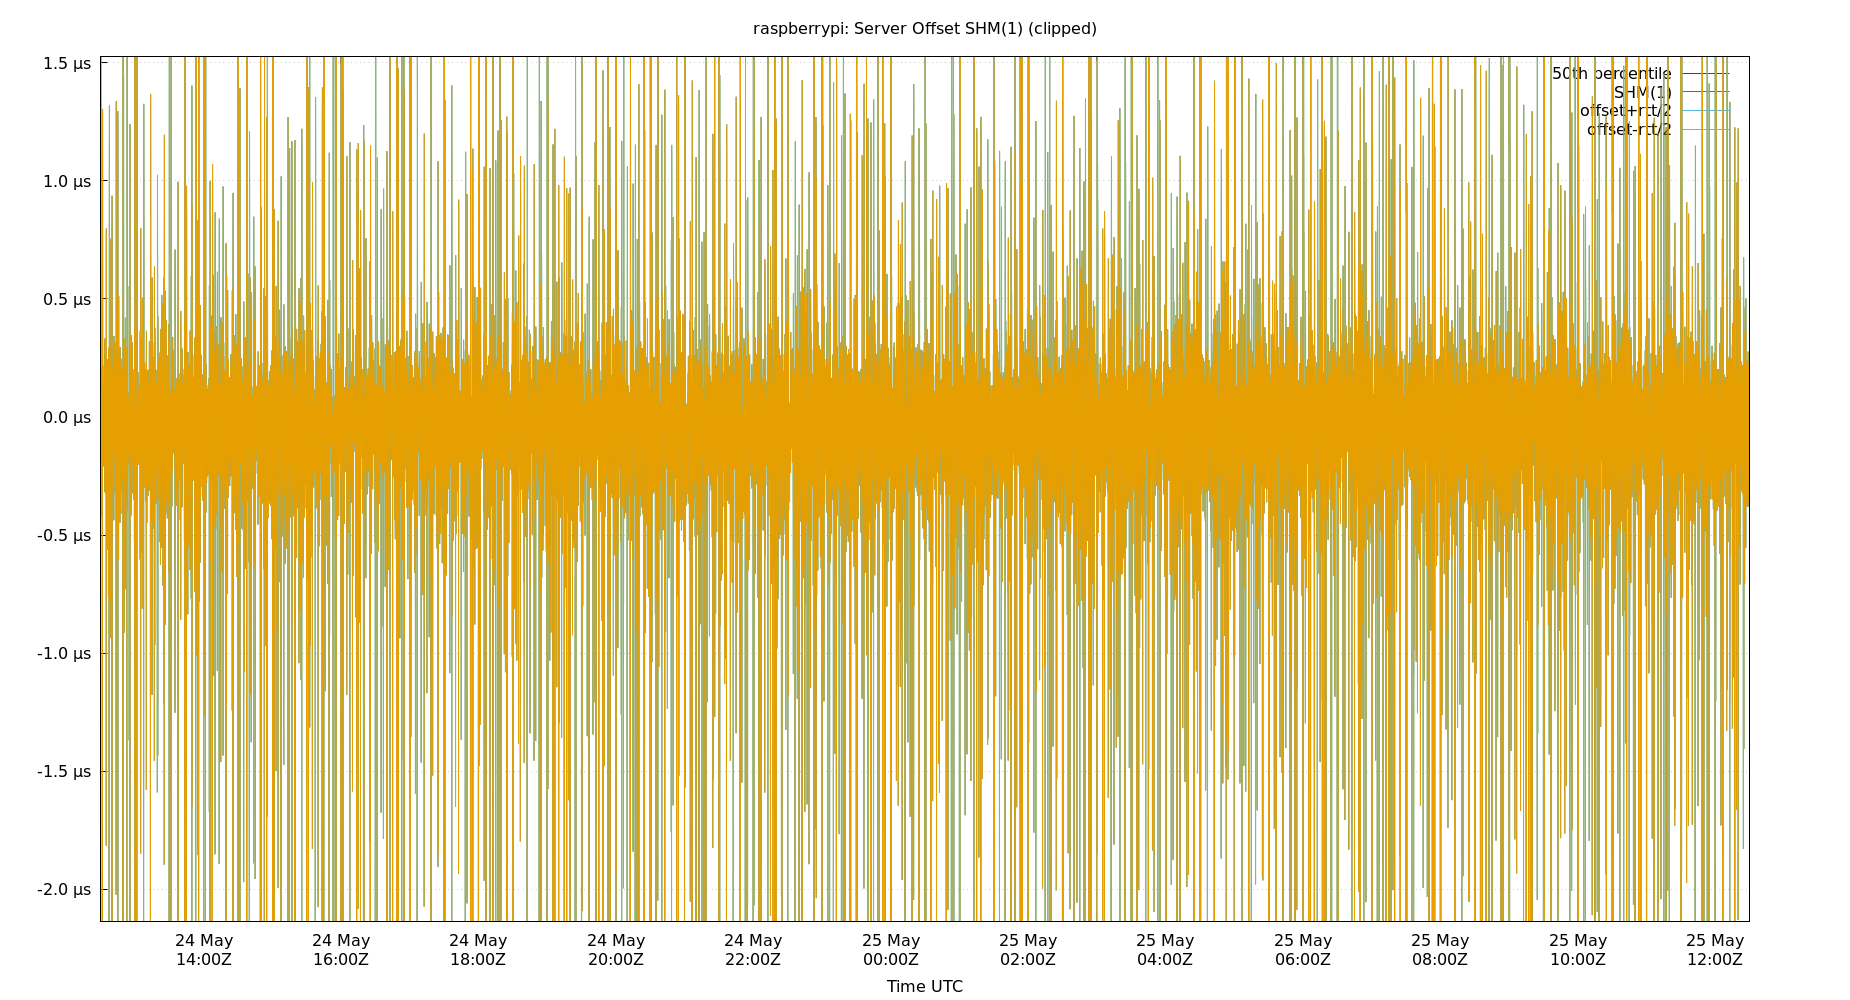 raspberrypi: Server Offset SHM(1) (clipped)
50th percentile
SHM(1)
offset+rtt/2
offset-rtt/2
1.5 µs
1.0 µs
0.5 µs
0.0 µs
-0.5 µs
-1.0 µs
-1.5 µs
-2.0 µs
24 May 24 May 24 May 24 May 24 May 25 May 25 May 25 May 25 May 25 May 25 May 25 May
14:00Z 16:00Z 18:00Z 20:00Z 22:00Z 00:00Z 02:00Z 04:00Z 06:00Z 08:00Z 10:00Z 12:00Z
Time UTC